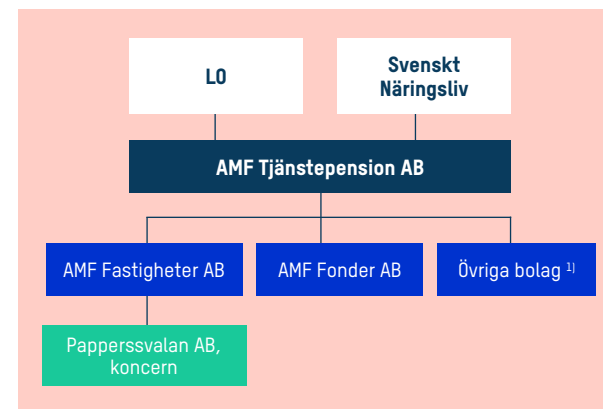 LO
Svenskt
Näringsliv
AMF Tjänstepension AB
AMF Fastigheter AB
AMF Fonder AB
Övriga bolag 1)
Papperssvalan AB,
koncern